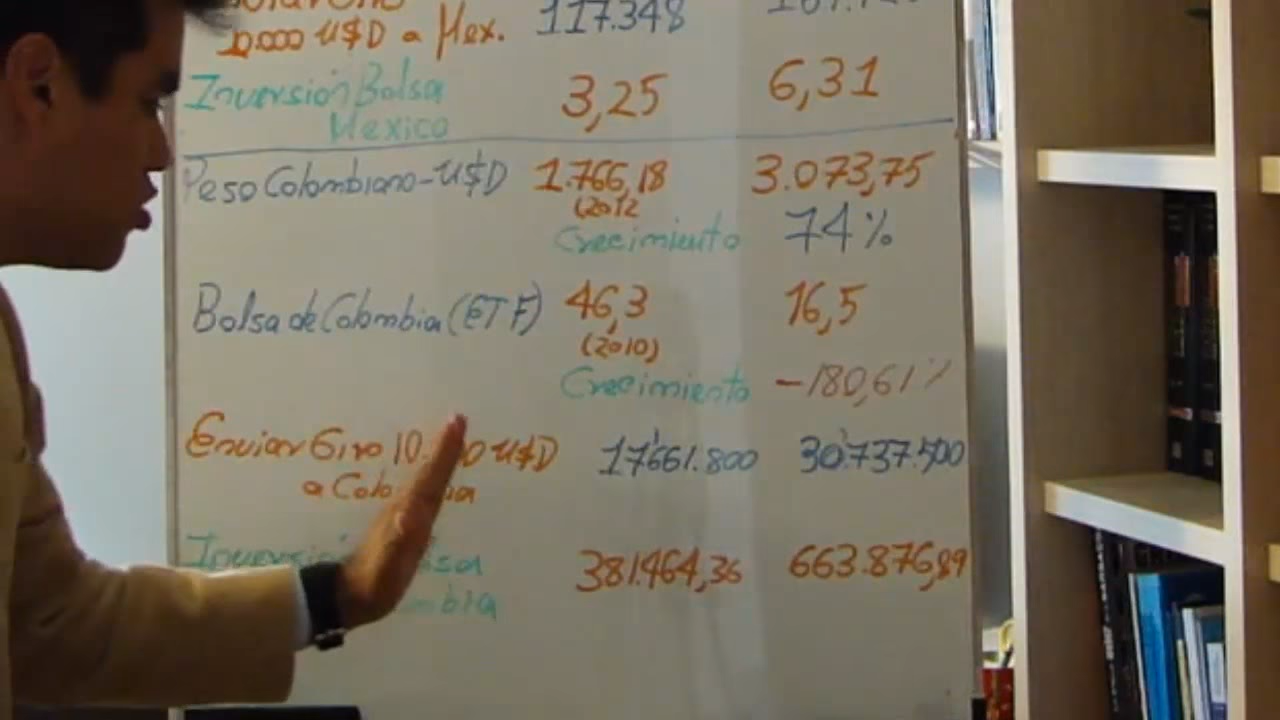 10.000 U$D a Mex. 117.348
Inversión Bolsa 3,25 6,31
Mexico
Peso Colombiano-U$D 1.766,18 3.073,75
(2012
Crecimiento 74%
Bolsa de Colombia (ETF) 46,3 16,5
(2010)
Crecimiento -180,61%
Enviar Giro U$D 17'661.800 30'737.500
a
381.464,36 663.876,89